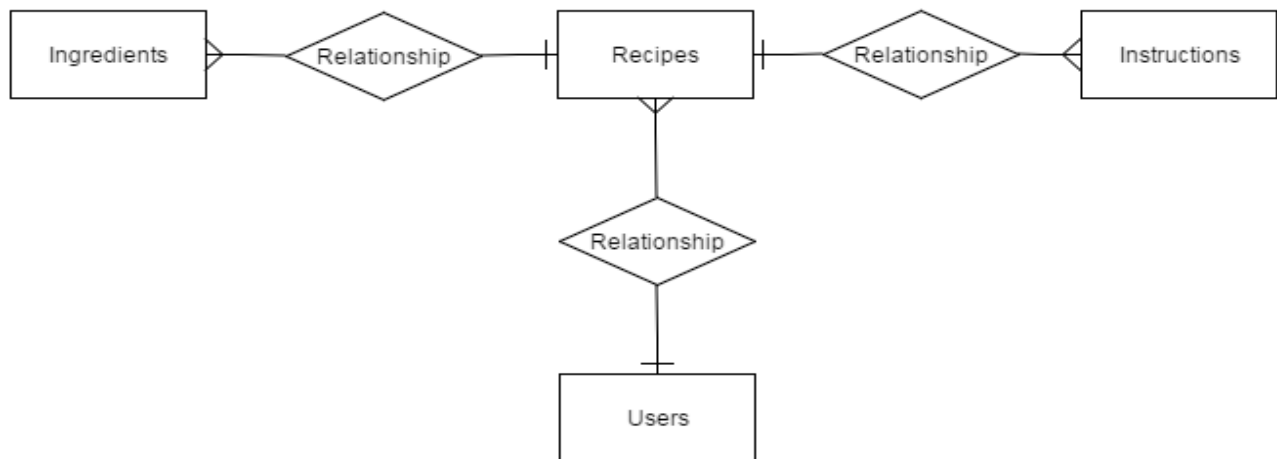 Ingredients
Relationship
Recipes
Relationship
Instructions
Relationship
Users